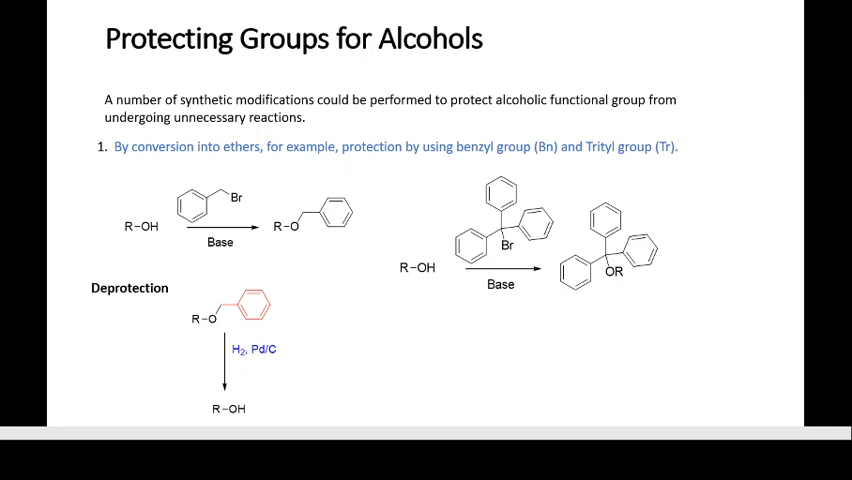 Protecting Groups for Alcohols
A number of synthetic modifications could be performed to protect alcoholic functional group from
undergoing unnecessary reactions.
1. By conversion into ethers, for example, protection by using benzyl group (Bn) and Trityl group (Tr).
Br
R-OH
Base
R-O
Br
R-OH
Base
OR
Deprotection
R-O
H₂, Pd/C
R-OH